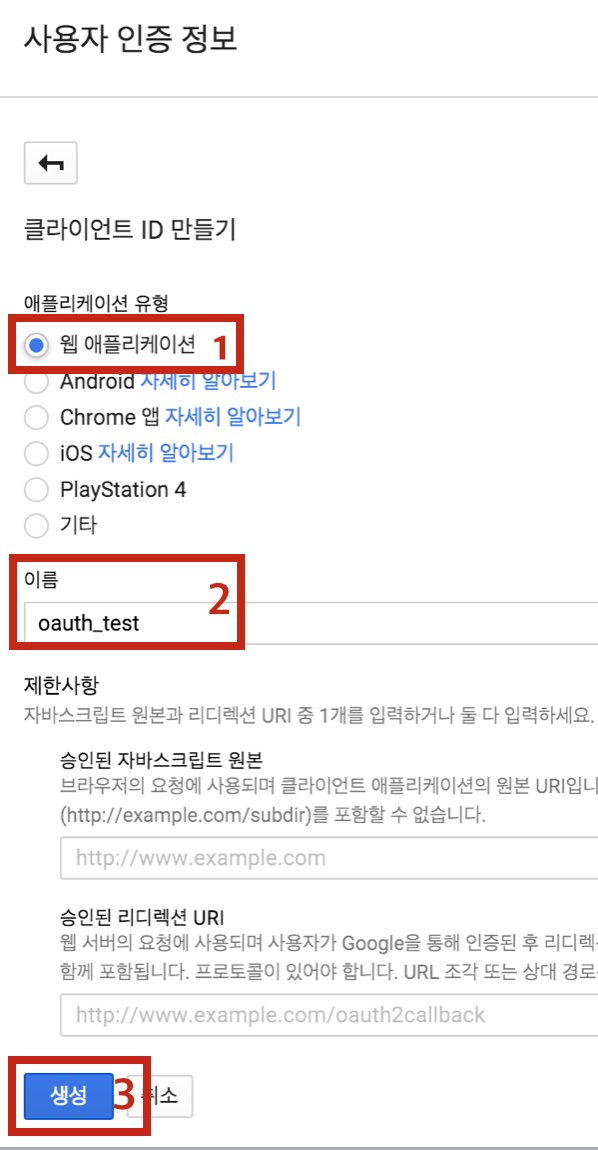 사용자 인증 정보
클라이언트 ID 만들기
애플리케이션 유형
웹 애플리케이션 1
Android 자세히 알아보기
Chrome 앱 자세히 알아보기
iOS 자세히 알아보기
PlayStation 4
기타
이름 2
oauth_test
제한사항
자바스크립트 원본과 리디렉션 URI 중 1개를 입력하거나 둘 다 입력하세요.
승인된 자바스크립트 원본
브라우저의 요청에 사용되며 클라이언트 애플리케이션의 원본 URI입니
(http://example.com/subdir)를 포함할 수 없습니다.
http://www.example.com
승인된 리디렉션 URI
웹 서버의 요청에 사용되며 사용자가 Google을 통해 인증된 후 리디렉
함께 포함됩니다. 프로토콜이 있어야 합니다. URL 조각 또는 상대 경로
http://www.example.com/oauth2callback
생성 3 취소